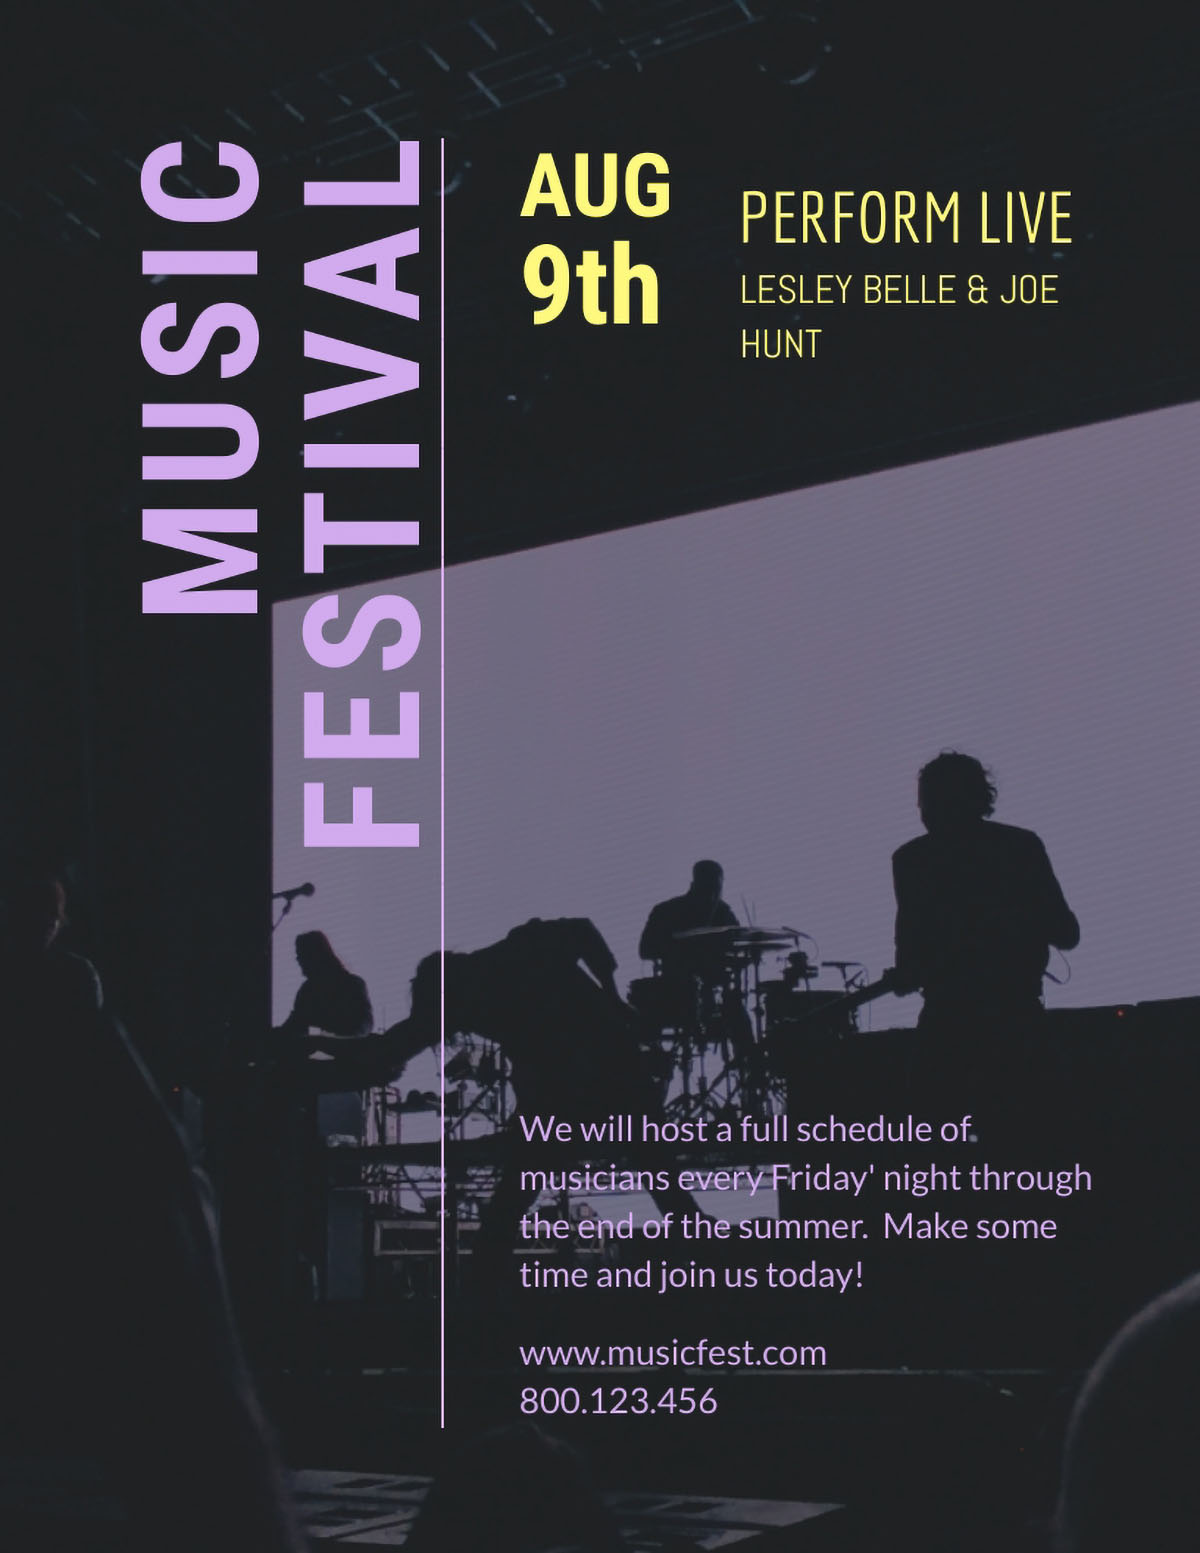 MUSIC
FESTIVAL
AUG
9th
PERFORM LIVE
LESLEY BELLE & JOE
HUNT
We will host a full schedule of
musicians every Friday' night through
the end of the summer.  Make some
time and join us today!
www.musicfest.com
800.123.456